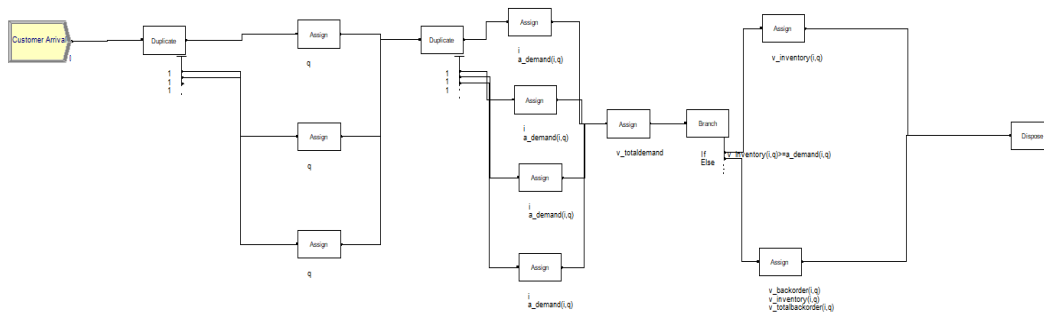 Customer Arrival
Duplicate
1
1
1
Assign
q
Assign
q
Assign
q
Duplicate
1
1
1
Assign
i
a_demand(i,q)
Assign
i
a_demand(i,q)
Assign
i
a_demand(i,q)
Assign
i
a_demand(i,q)
Assign
v_totaldemand
Branch
If v_inventory(i,q)>=a_demand(i,q)
Else
Assign
v_inventory(i,q)
Assign
v_backorder(i,q)
v_inventory(i,q)
v_totalbackorder(i,q)
Dispose